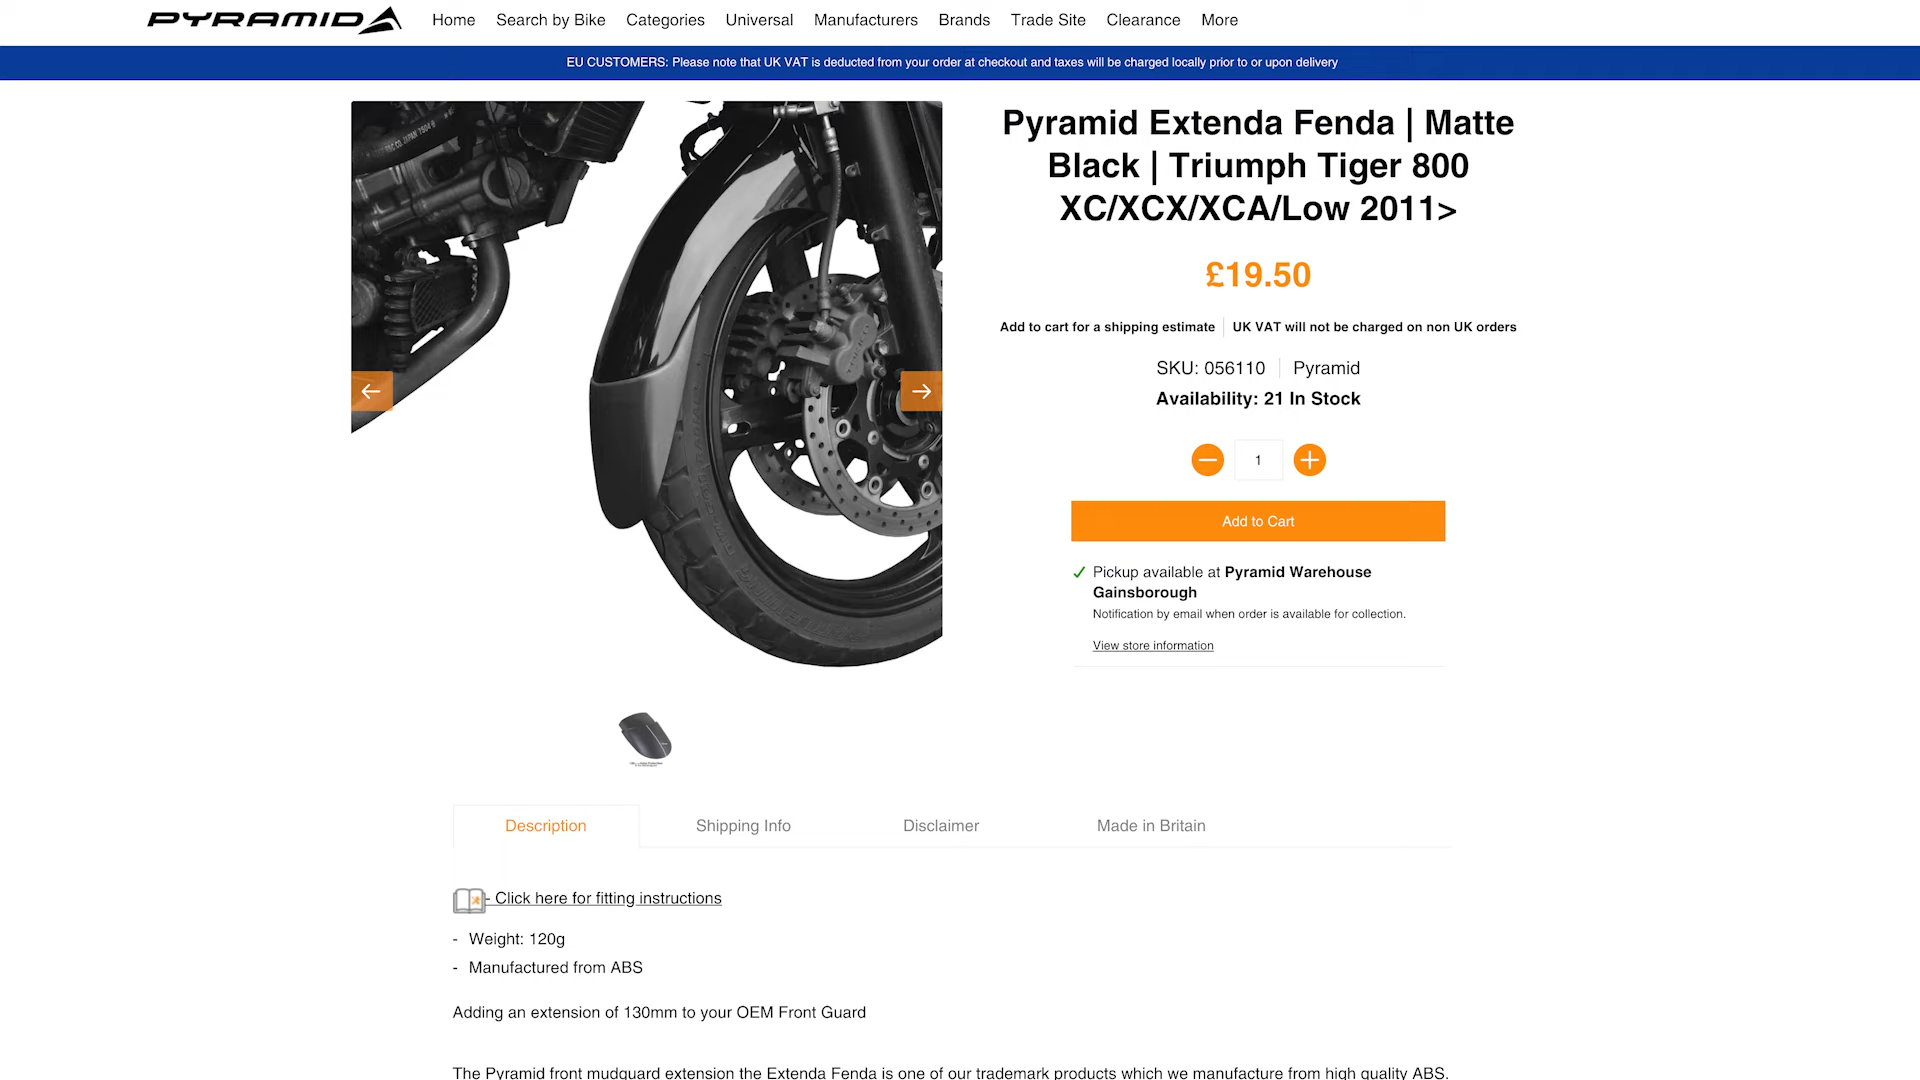 PYRAMID
Home Search by Bike Categories Universal Manufacturers Brands Trade Site Clearance More
EU CUSTOMERS: Please note that UK VAT is deducted from your order at checkout and taxes will be charged locally prior to or upon delivery
Pyramid Extenda Fenda | Matte
Black | Triumph Tiger 800
XC/XCX/XCA/Low 2011>
£19.50
Add to cart for a shipping estimate UK VAT will not be charged on non UK orders
SKU: 056110 Pyramid
Availability: 21 In Stock
1
Add to Cart
Pickup available at Pyramid Warehouse
Gainsborough
Notification by email when order is available for collection.
View store information
Description Shipping Info Disclaimer Made in Britain
- Click here for fitting instructions
- Weight: 120g
- Manufactured from ABS
Adding an extension of 130mm to your OEM Front Guard
The Pyramid front mudguard extension the Extenda Fenda is one of our trademark products which we manufacture from high quality ABS.